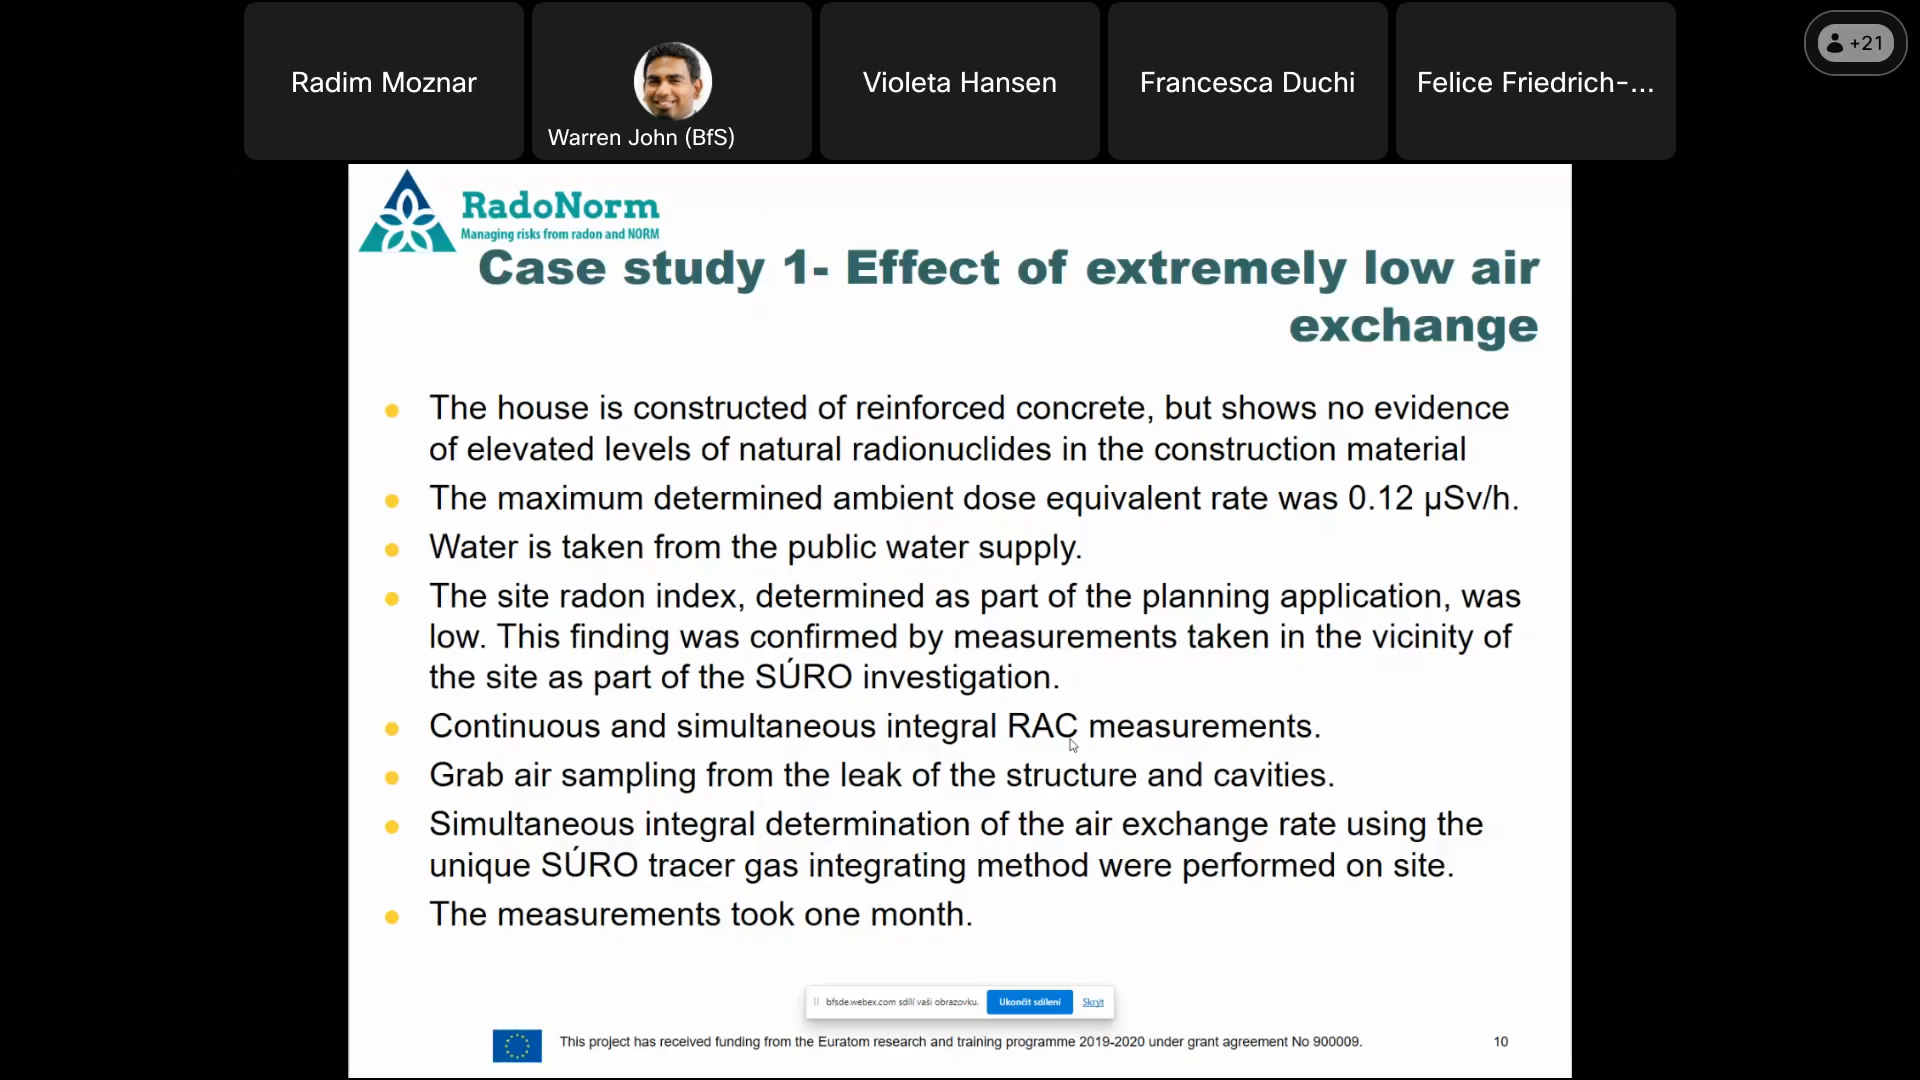 Radim Moznar
Warren John (BfS)
Violeta Hansen
Francesca Duchi
Felice Friedrich-...
+21
RadoNorm
Managing risks from radon and NORM
Case study 1- Effect of extremely low air
exchange
The house is constructed of reinforced concrete, but shows no evidence
of elevated levels of natural radionuclides in the construction material
The maximum determined ambient dose equivalent rate was 0.12 µSv/h.
Water is taken from the public water supply.
The site radon index, determined as part of the planning application, was
low. This finding was confirmed by measurements taken in the vicinity of
the site as part of the SÚRO investigation.
Continuous and simultaneous integral RAC measurements.
Grab air sampling from the leak of the structure and cavities.
Simultaneous integral determination of the air exchange rate using the
unique SÚRO tracer gas integrating method were performed on site.
The measurements took one month.
bfsde.webex.com sdílí vaši obrazovku. Ukončit sdílení Skrýt
This project has received funding from the Euratom research and training programme 2019-2020 under grant agreement No 900009.
10